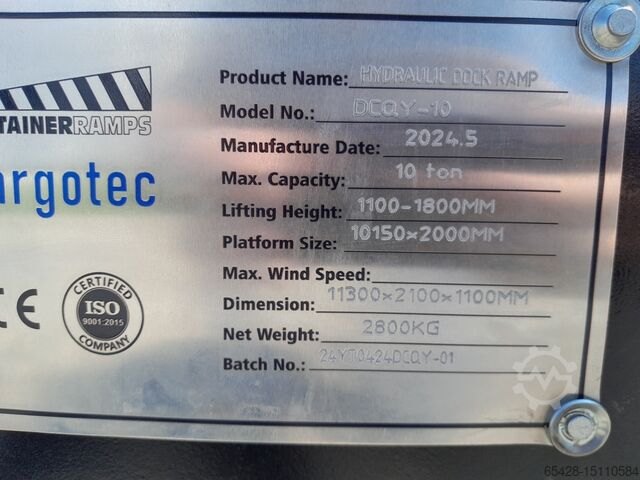 TAINERRAMPS
argotec
CE
CERTIFIED
ISO
9001:2015
COMPANY
Product Name: HYDRAULIC DOCK RAMP
Model No.: DCQY-10
Manufacture Date: 2024.5
Max. Capacity: 10 ton
Lifting Height: 1100-1800MM
Platform Size: 10150×2000MM
Max. Wind Speed:
Dimension: 11300×2100×1100MM
Net Weight: 2800KG
Batch No.: 24YT0424DCQY-01
65428-15110584